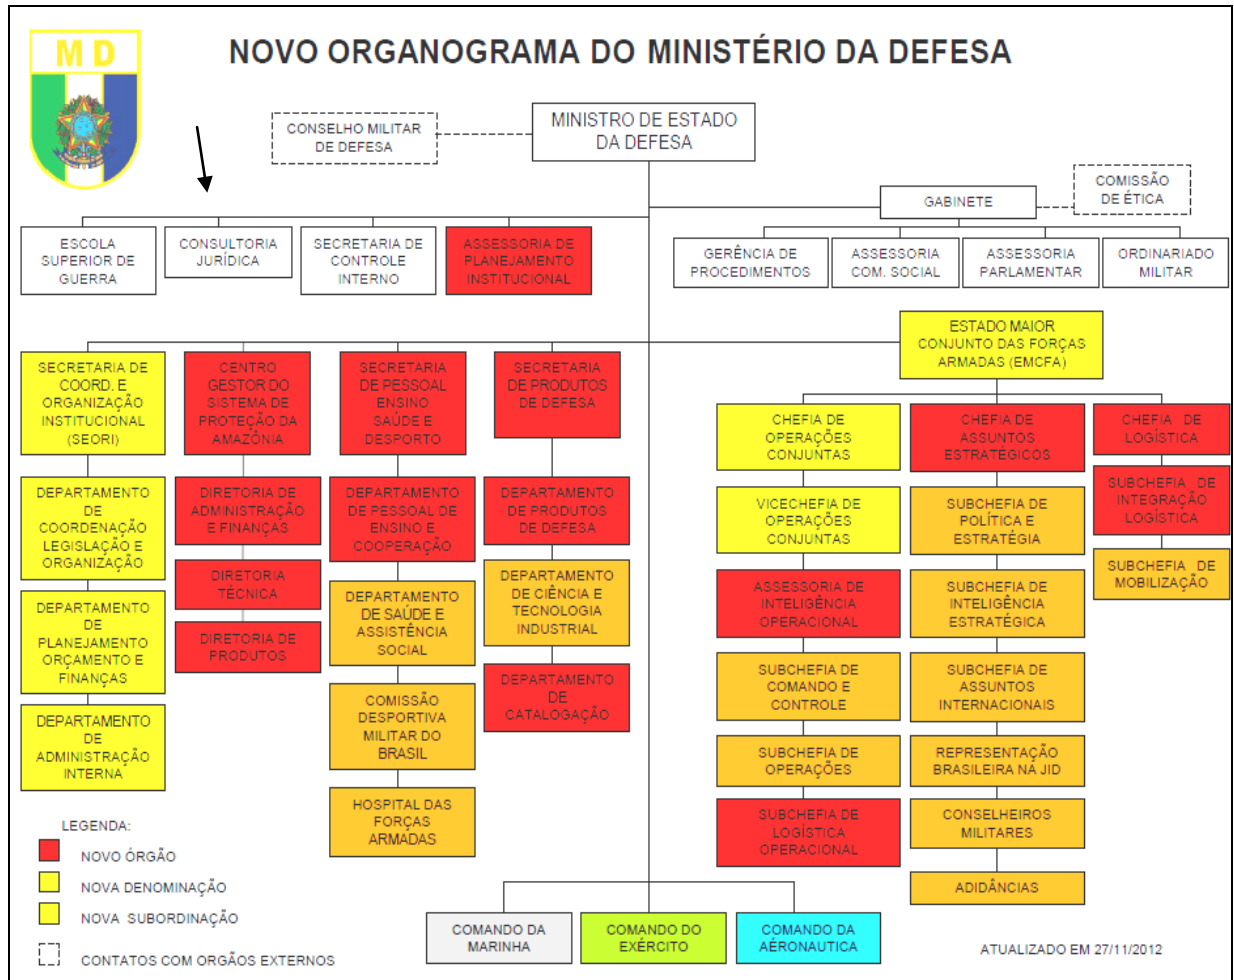 MD
NOVO ORGANOGRAMA DO MINISTÉRIO DA DEFESA
CONSELHO MILITAR
DE DEFESA
MINISTRO DE ESTADO
DA DEFESA
COMISSÃO
DE ÉTICA
GABINETE
ESCOLA
SUPERIOR DE
GUERRA
CONSULTORIA
JURÍDICA
SECRETARIA DE
CONTROLE
INTERNO
ASSESSORIA DE
PLANEJAMENTO
INSTITUCIONAL
GERÊNCIA DE
PROCEDIMENTOS
ASSESSORIA
COM. SOCIAL
ASSESSORIA
PARLAMENTAR
ORDINARIADO
MILITAR
ESTADO MAIOR
CONJUNTO DAS FORÇAS
ARMADAS (EMCFA)
SECRETARIA DE
COORD. E
ORGANIZAÇÃO
INSTITUCIONAL
(SEORI)
DEPARTAMENTO
DE
COORDENAÇÃO
LEGISLAÇÃO E
ORGANIZAÇÃO
DEPARTAMENTO
DE
PLANEJAMENTO
ORÇAMENTO E
FINANÇAS
DEPARTAMENTO
DE
ADMINISTRAÇÃO
INTERNA
CENTRO
GESTOR DO
SISTEMA DE
PROTEÇÃO DA
AMAZÔNIA
DIRETORIA DE
ADMINISTRAÇÃO
E FINANÇAS
DIRETORIA
TÉCNICA
DIRETORIA DE
PRODUTOS
SECRETARIA
DE PESSOAL
ENSINO
SAÚDE E
DESPORTO
DEPARTAMENTO
DE PESSOAL DE
ENSINO E
COOPERAÇÃO
DEPARTAMENTO
DE SAÚDE E
ASSISTÊNCIA
SOCIAL
COMISSÃO
DESPORTIVA
MILITAR DO
BRASIL
HOSPITAL DAS
FORÇAS
ARMADAS
SECRETARIA
DE PRODUTOS
DE DEFESA
DEPARTAMENTO
DE PRODUTOS
DE DEFESA
DEPARTAMENTO
DE CIÊNCIA E
TECNOLOGIA
INDUSTRIAL
DEPARTAMENTO
DE
CATALOGAÇÃO
CHEFIA DE
OPERAÇÕES
CONJUNTAS
VICECHEFIA DE
OPERAÇÕES
CONJUNTAS
ASSESSORIA DE
INTELIGÊNCIA
OPERACIONAL
SUBCHEFIA DE
COMANDO E
CONTROLE
SUBCHEFIA DE
OPERAÇÕES
SUBCHEFIA DE
LOGÍSTICA
OPERACIONAL
CHEFIA DE
ASSUNTOS
ESTRATÉGICOS
SUBCHEFIA DE
POLÍTICA E
ESTRATÉGIA
SUBCHEFIA DE
INTELIGÊNCIA
ESTRATÉGICA
SUBCHEFIA DE
ASSUNTOS
INTERNACIONAIS
REPRESENTAÇÃO
BRASILEIRA NA JID
CONSELHEIROS
MILITARES
ADIDÂNCIAS
CHEFIA DE
LOGÍSTICA
SUBCHEFIA DE
INTEGRAÇÃO
LOGÍSTICA
SUBCHEFIA DE
MOBILIZAÇÃO
LEGENDA:
NOVO ÓRGÃO
NOVA DENOMINAÇÃO
NOVA SUBORDINAÇÃO
CONTATOS COM ORGÃOS EXTERNOS
COMANDO DA
MARINHA
COMANDO DO
EXÉRCITO
COMANDO DA
AÉRONAUTICA
ATUALIZADO EM 27/11/2012